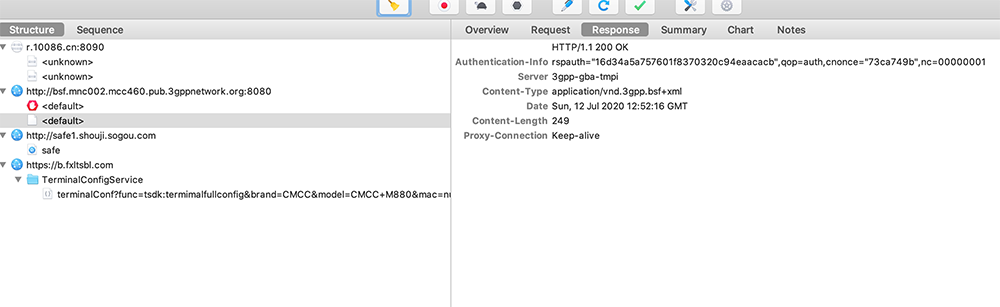 Structure
Sequence
r.10086.cn:8090
<unknown>
<unknown>
http://bsf.mnc002.mcc460.pub.3gppnetwork.org:8080
<default>
<default>
http://safe1.shouji.sogou.com
safe
https://b.fxltsbl.com
TerminalConfigService
terminalConf?func=tsdk:termimalfullconfig&brand=CMCC&model=CMCC+M880&mac=nu
Overview
Request
Response
Summary
Chart
Notes
HTTP/1.1 200 OK
Authentication-Info rspauth="16d34a5a757601f8370320c94eaacacb",qop=auth,cnonce="73ca749b",nc=00000001
Server 3gpp-gba-tmpi
Content-Type application/vnd.3gpp.bsf+xml
Date Sun, 12 Jul 2020 12:52:16 GMT
Content-Length 249
Proxy-Connection Keep-alive